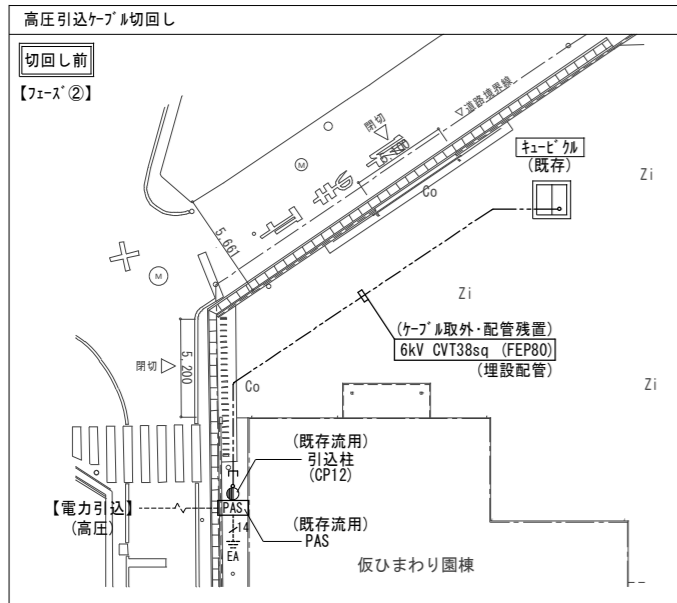 高圧引込ｹｰﾌﾞﾙ切回し
切回し前
【ﾌｪｰｽﾞ②】
閉切
▽道路境界線
キュービクル
(既存)
Zi
Co
M
5,661
M
Zi
(ｹｰﾌﾞﾙ取外・配管残置)
6kV CVT38sq (FEP80)
(埋設配管)
閉切
5,200
Co
Zi
(既存流用)
引込柱
(CP12)
【電力引込】
(高圧)
PAS
(既存流用)
PAS
14
EA
仮ひまわり園棟